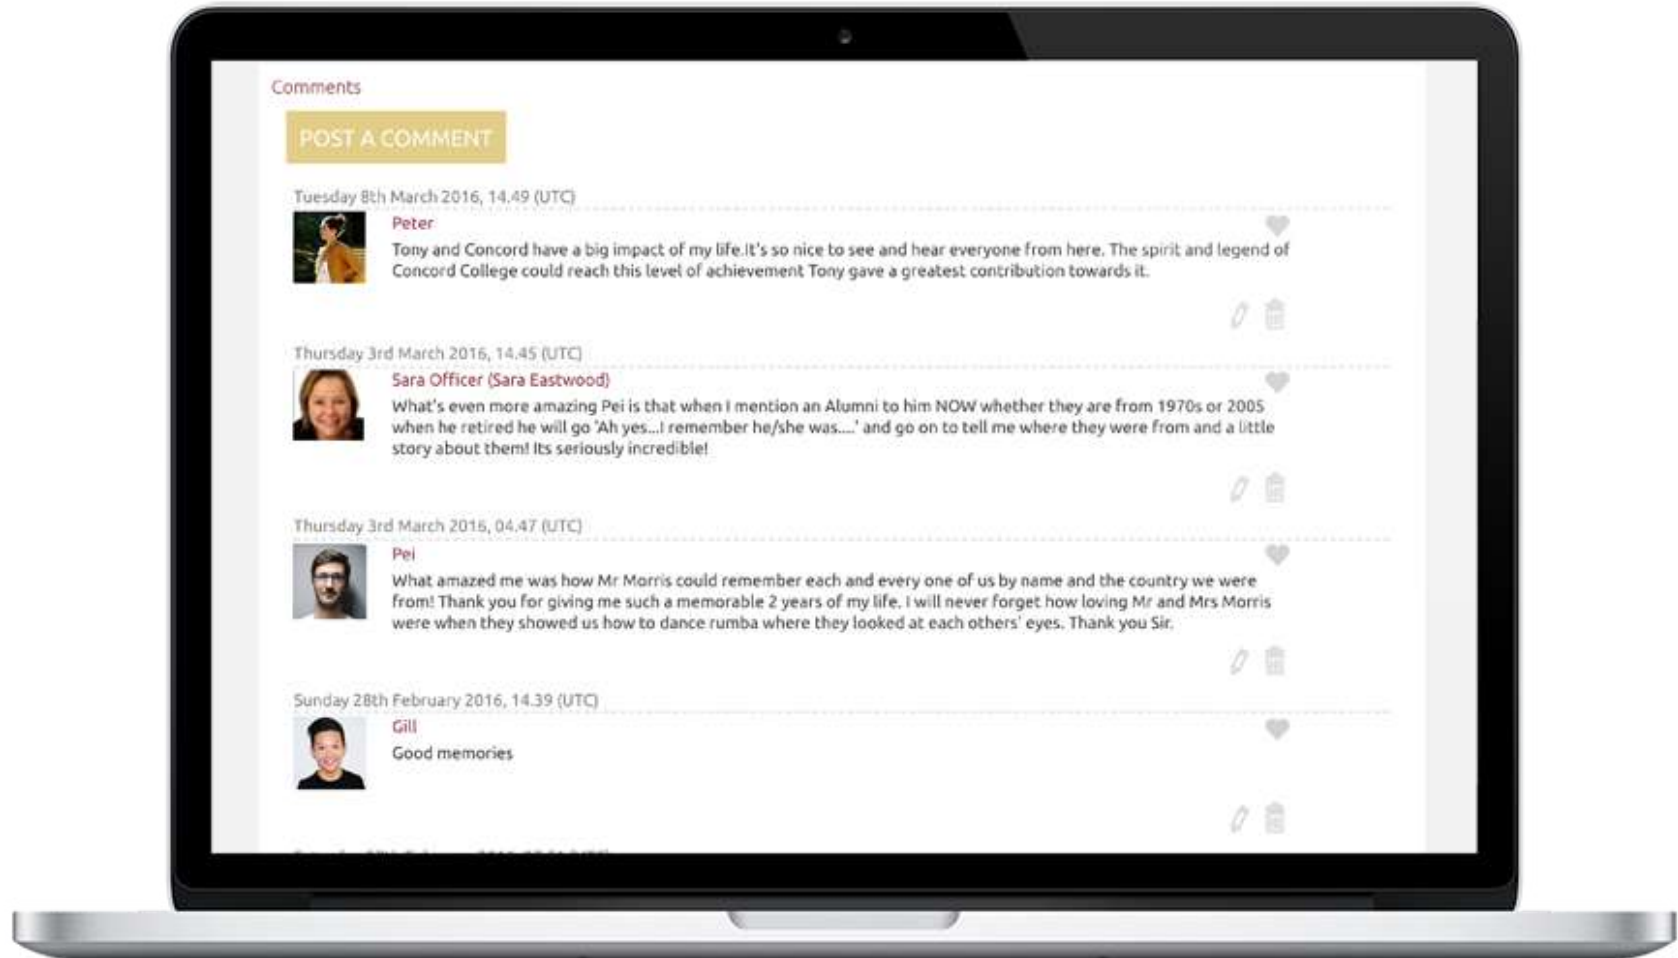 Comments
POST A COMMENT
Tuesday 8th March 2016, 14.49 (UTC)
Peter
Tony and Concord have a big impact of my life.It's so nice to see and hear everyone from here. The spirit and legend of
Concord College could reach this level of achievement Tony gave a greatest contribution towards it.
Thursday 3rd March 2016, 14.45 (UTC)
Sara Officer (Sara Eastwood)
What's even more amazing Pei is that when I mention an Alumni to him NOW whether they are from 1970s or 2005
when he retired he will go 'Ah yes...I remember he/she was....' and go on to tell me where they were from and a little
story about them! Its seriously incredible!
Thursday 3rd March 2016, 04.47 (UTC)
Pei
What amazed me was how Mr Morris could remember each and every one of us by name and the country we were
from! Thank you for giving me such a memorable 2 years of my life. I will never forget how loving Mr and Mrs Morris
were when they showed us how to dance rumba where they looked at each others' eyes. Thank you Sir.
Sunday 28th February 2016, 14.39 (UTC)
Gill
Good memories